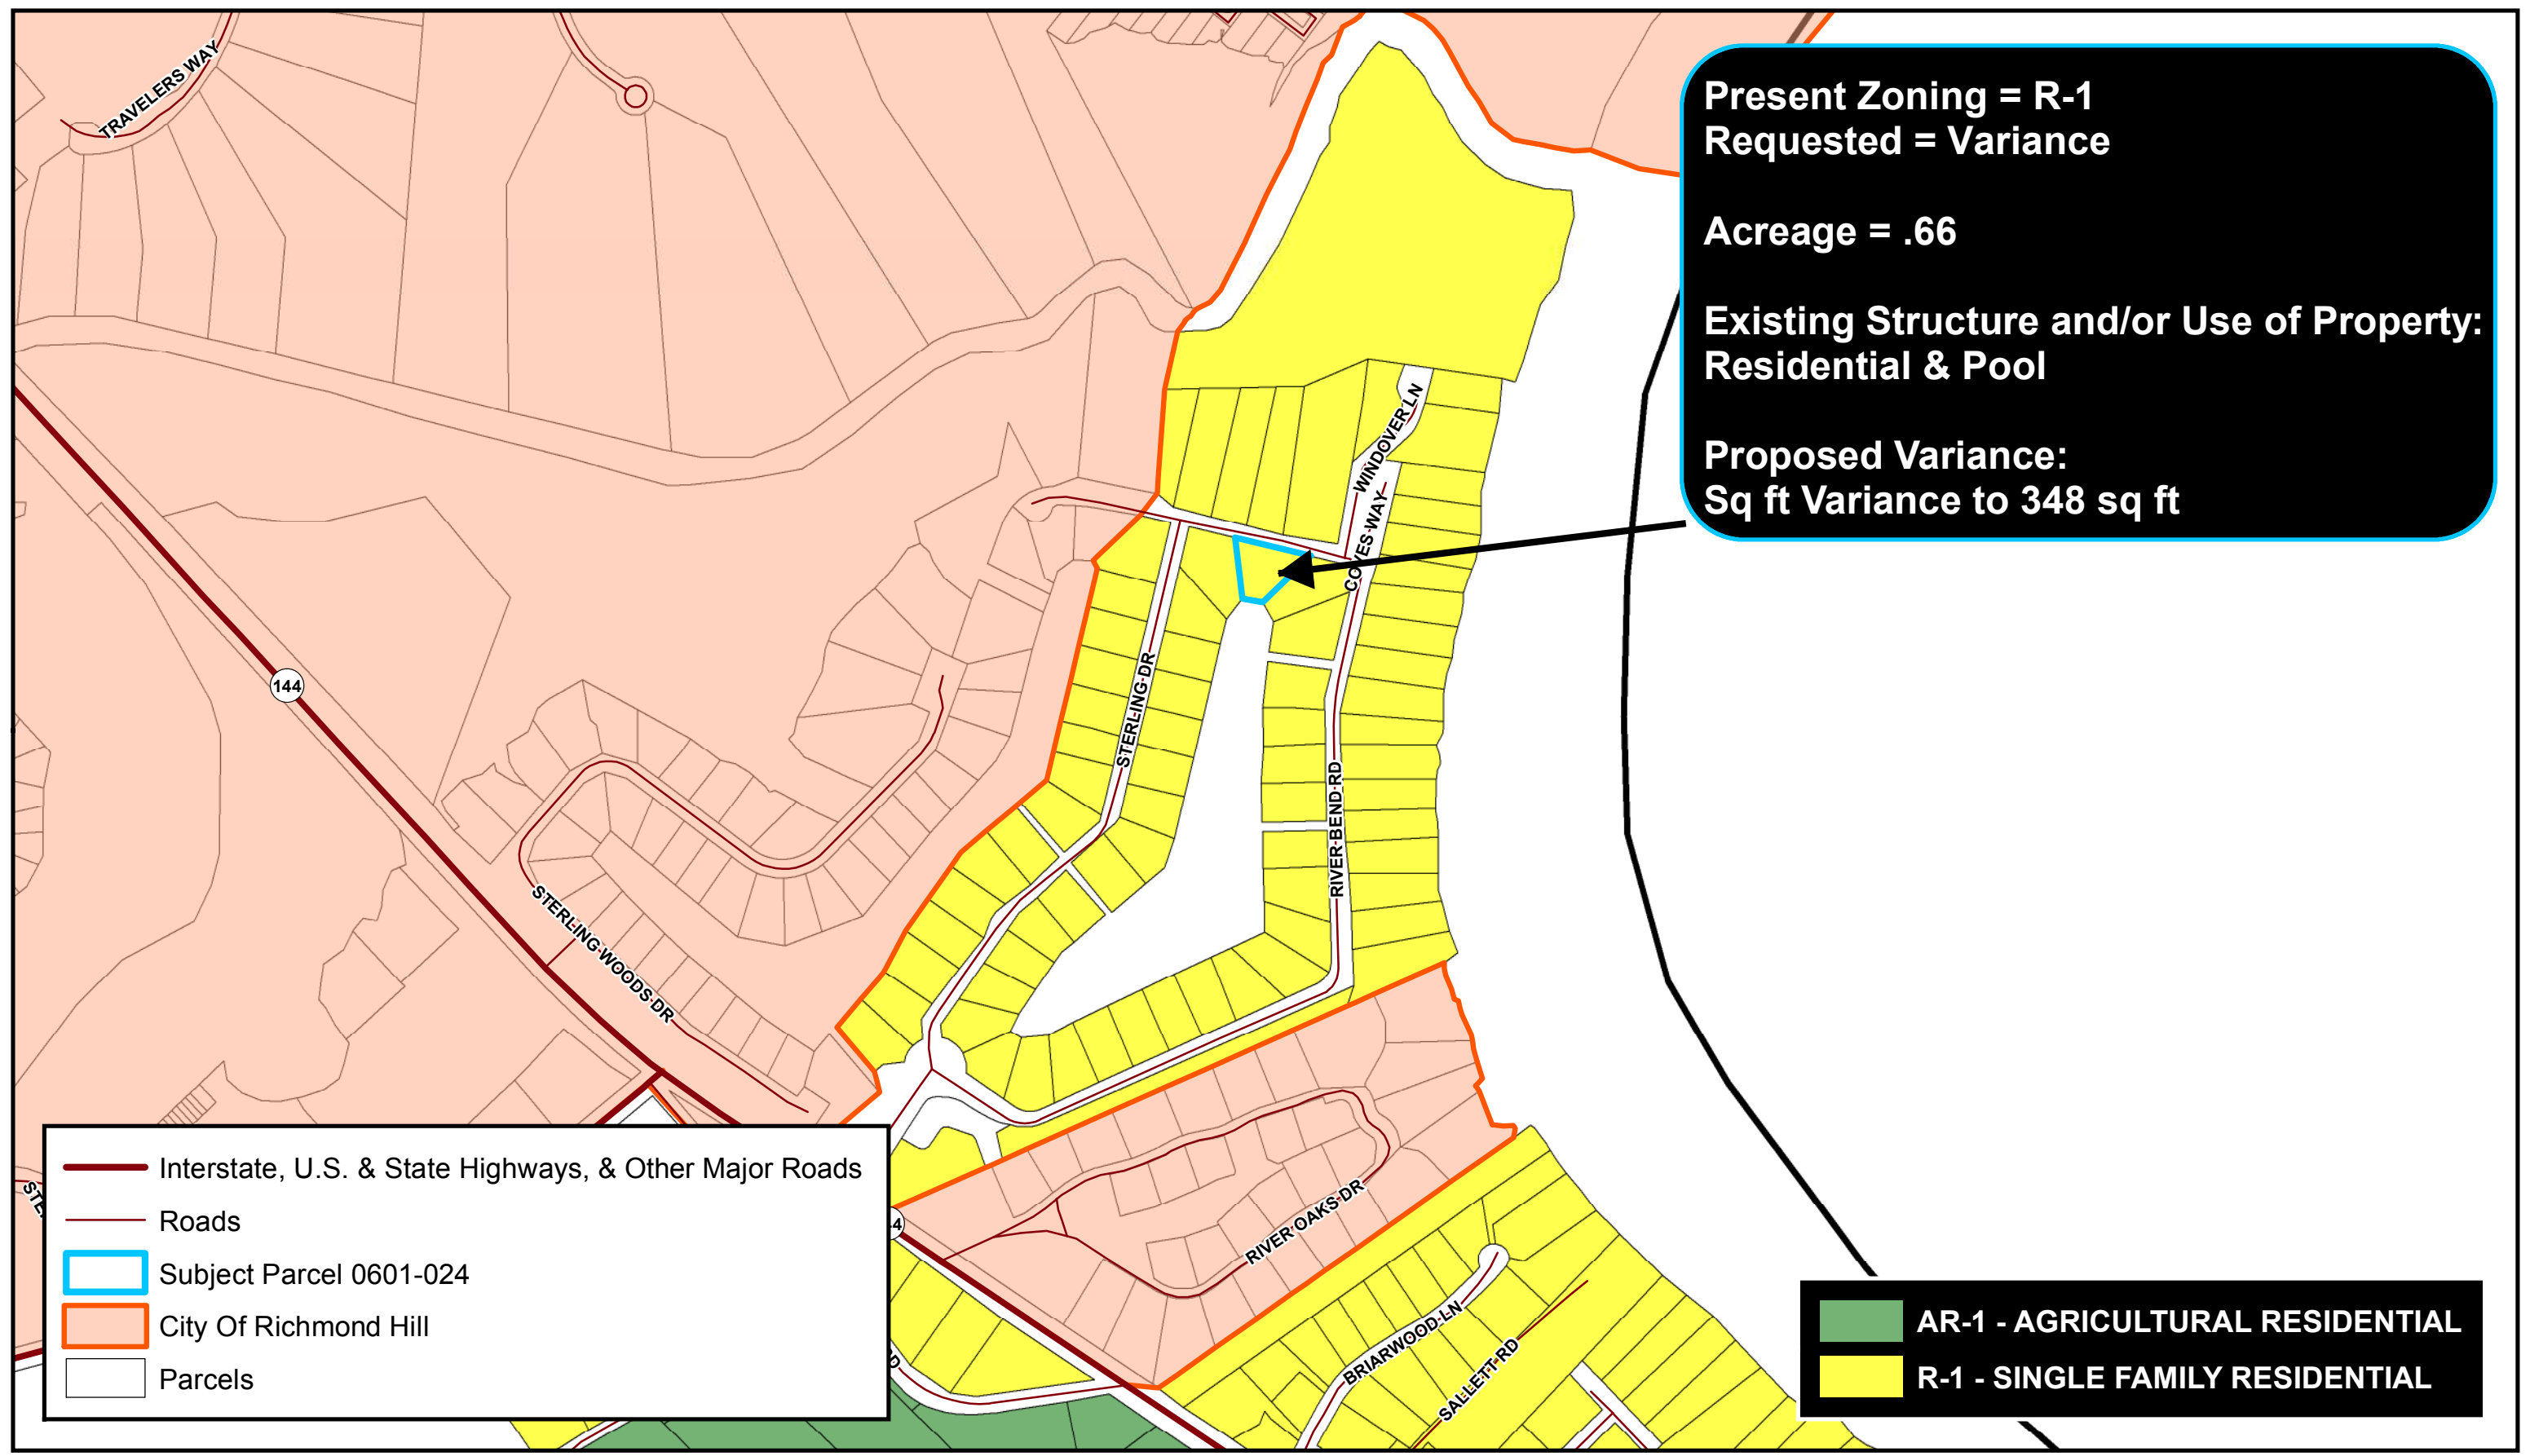 TRAVELERS WAY
Present Zoning = R-1
Requested = Variance
Acreage = .66
Existing Structure and/or Use of Property:
Residential & Pool
Proposed Variance:
Sq ft Variance to 348 sq ft
WINDOVER LN
COVES WAY
144
STERLING DR
RIVER BEND RD
STERLING WOODS DR
RIVER OAKS DR
BRIARWOOD LN
SALLETT RD
Interstate, U.S. & State Highways, & Other Major Roads
Roads
Subject Parcel 0601-024
City Of Richmond Hill
Parcels
AR-1 - AGRICULTURAL RESIDENTIAL
R-1 - SINGLE FAMILY RESIDENTIAL